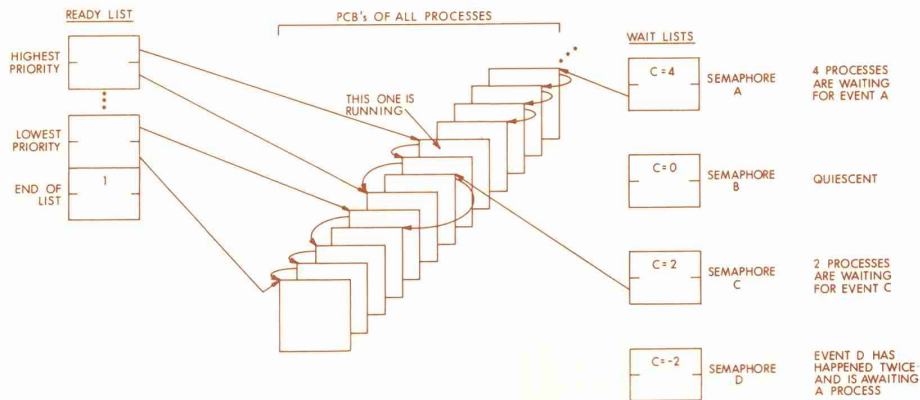 READY LIST
HIGHEST
PRIORITY
LOWEST
PRIORITY
END OF
LIST
1
PCB's OF ALL PROCESSES
THIS ONE IS
RUNNING
WAIT LISTS
C=4
SEMAPHORE
A
4 PROCESSES
ARE WAITING
FOR EVENT A
C=0
SEMAPHORE
B
QUIESCENT
C=2
SEMAPHORE
C
2 PROCESSES
ARE WAITING
FOR EVENT C
C=-2
SEMAPHORE
D
EVENT D HAS
HAPPENED TWICE
AND IS AWAITING
A PROCESS